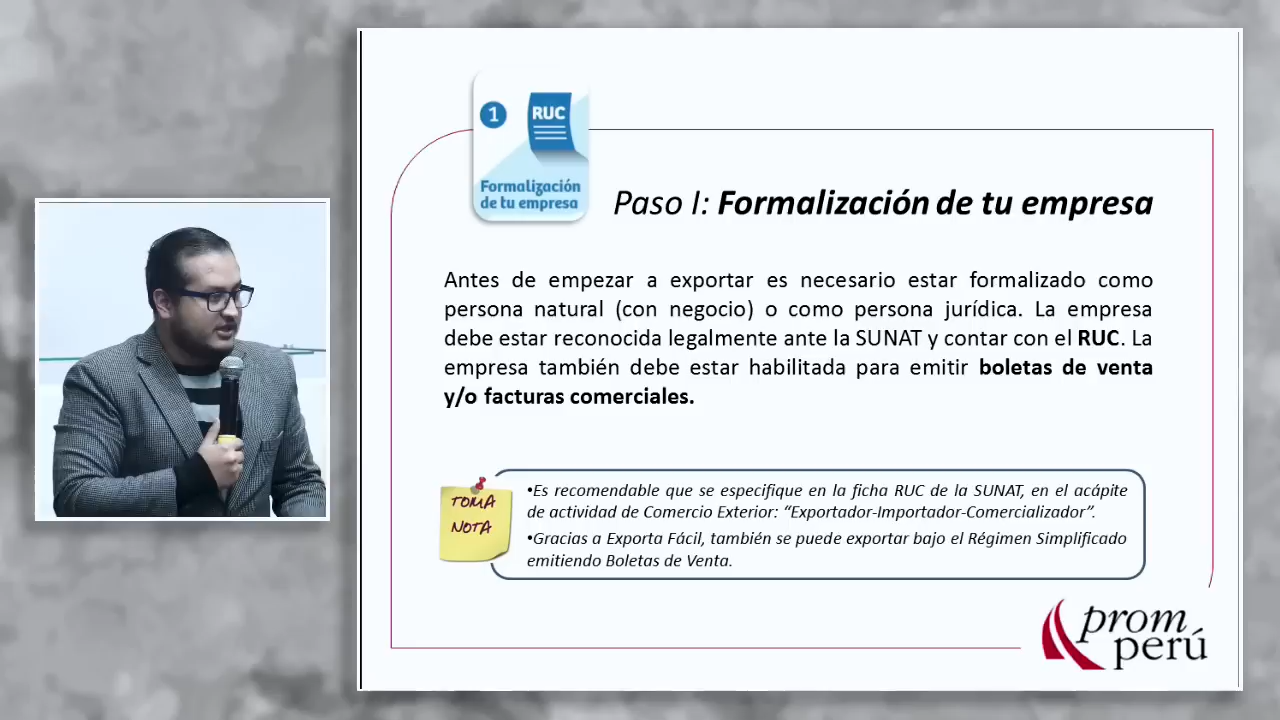 1
RUC
Formalización
de tu empresa
Paso I: Formalización de tu empresa
Antes de empezar a exportar es necesario estar formalizado como
persona natural (con negocio) o como persona jurídica. La empresa
debe estar reconocida legalmente ante la SUNAT y contar con el RUC. La
empresa también debe estar habilitada para emitir boletas de venta
y/o facturas comerciales.
TOMA
NOTA
•Es recomendable que se especifique en la ficha RUC de la SUNAT, en el acápite
de actividad de Comercio Exterior: “Exportador-Importador-Comercializador”.
•Gracias a Exporta Fácil, también se puede exportar bajo el Régimen Simplificado
emitiendo Boletas de Venta.
prom
perú